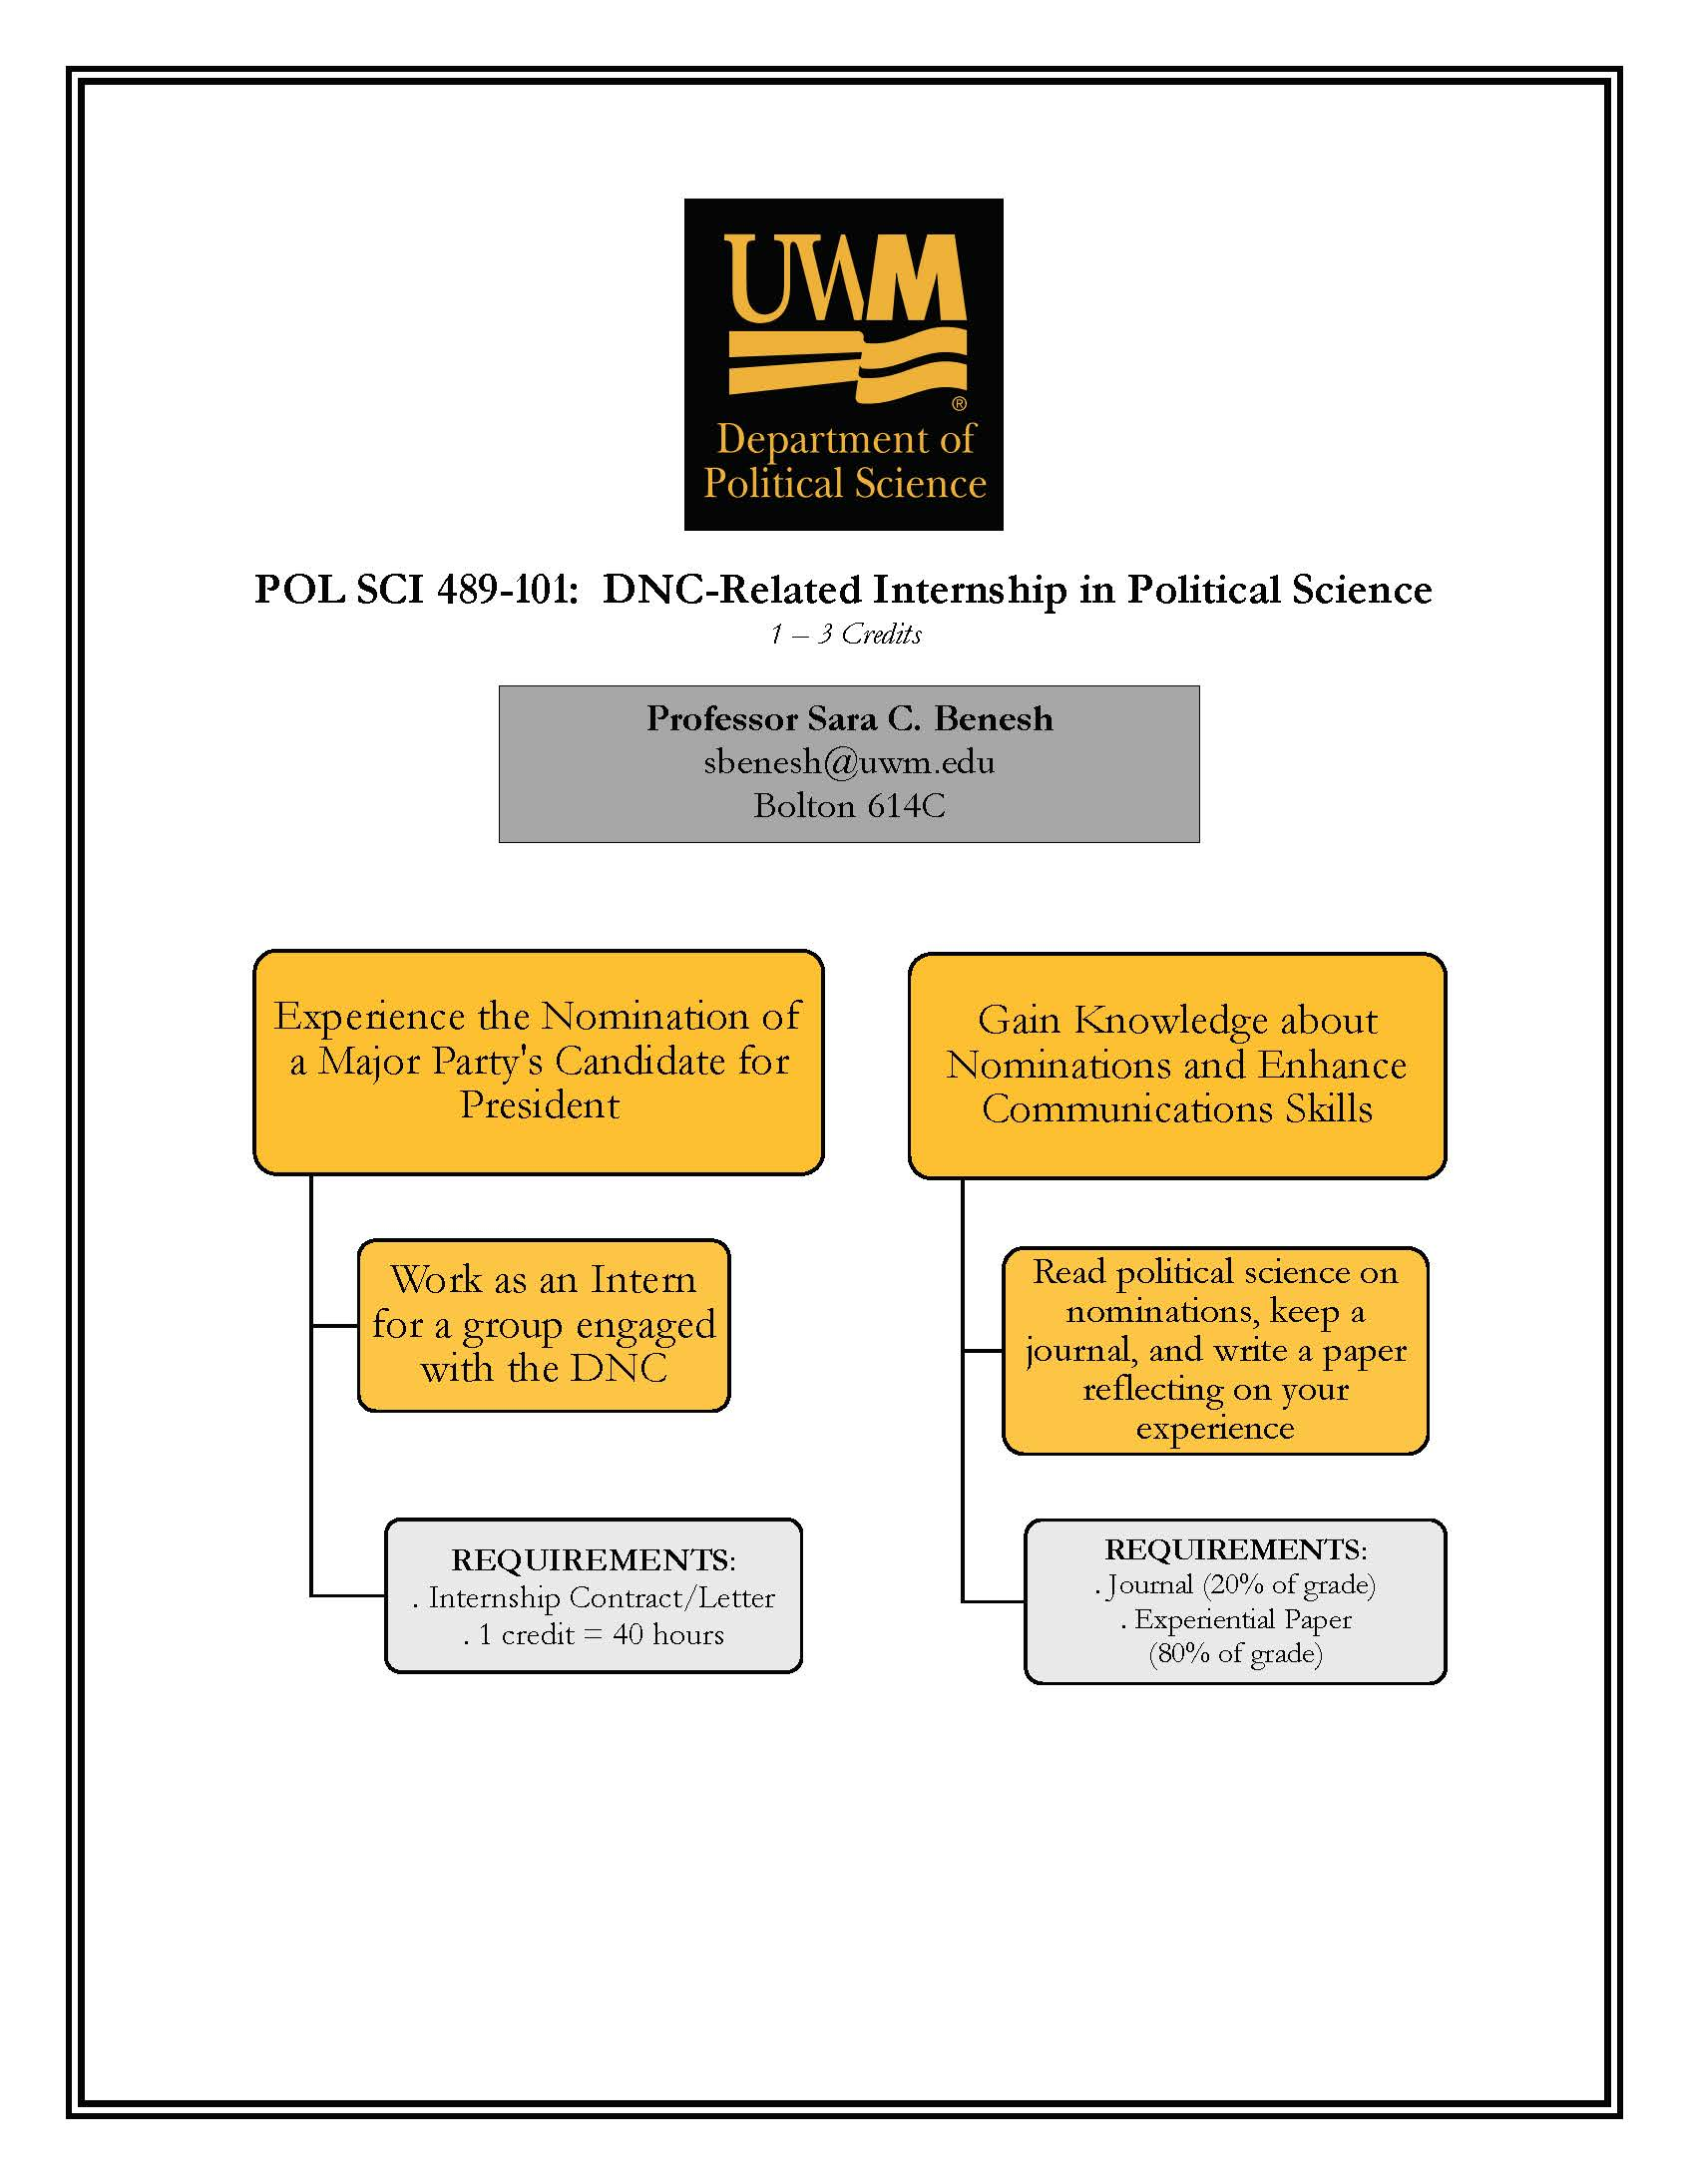 UWM
®
Department of
Political Science
POL SCI 489-101: DNC-Related Internship in Political Science
1 – 3 Credits
Professor Sara C. Benesh
sbenesh@uwm.edu
Bolton 614C
Experience the Nomination of
a Major Party's Candidate for
President
Work as an Intern
for a group engaged
with the DNC
REQUIREMENTS:
. Internship Contract/Letter
. 1 credit = 40 hours
Gain Knowledge about
Nominations and Enhance
Communications Skills
Read political science on
nominations, keep a
journal, and write a paper
reflecting on your
experience
REQUIREMENTS:
. Journal (20% of grade)
. Experiential Paper
(80% of grade)